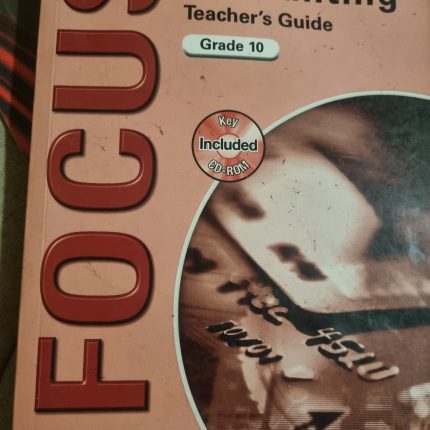 FOCUS
Teacher's Guide
Grade 10
Key
Included
CD-ROM